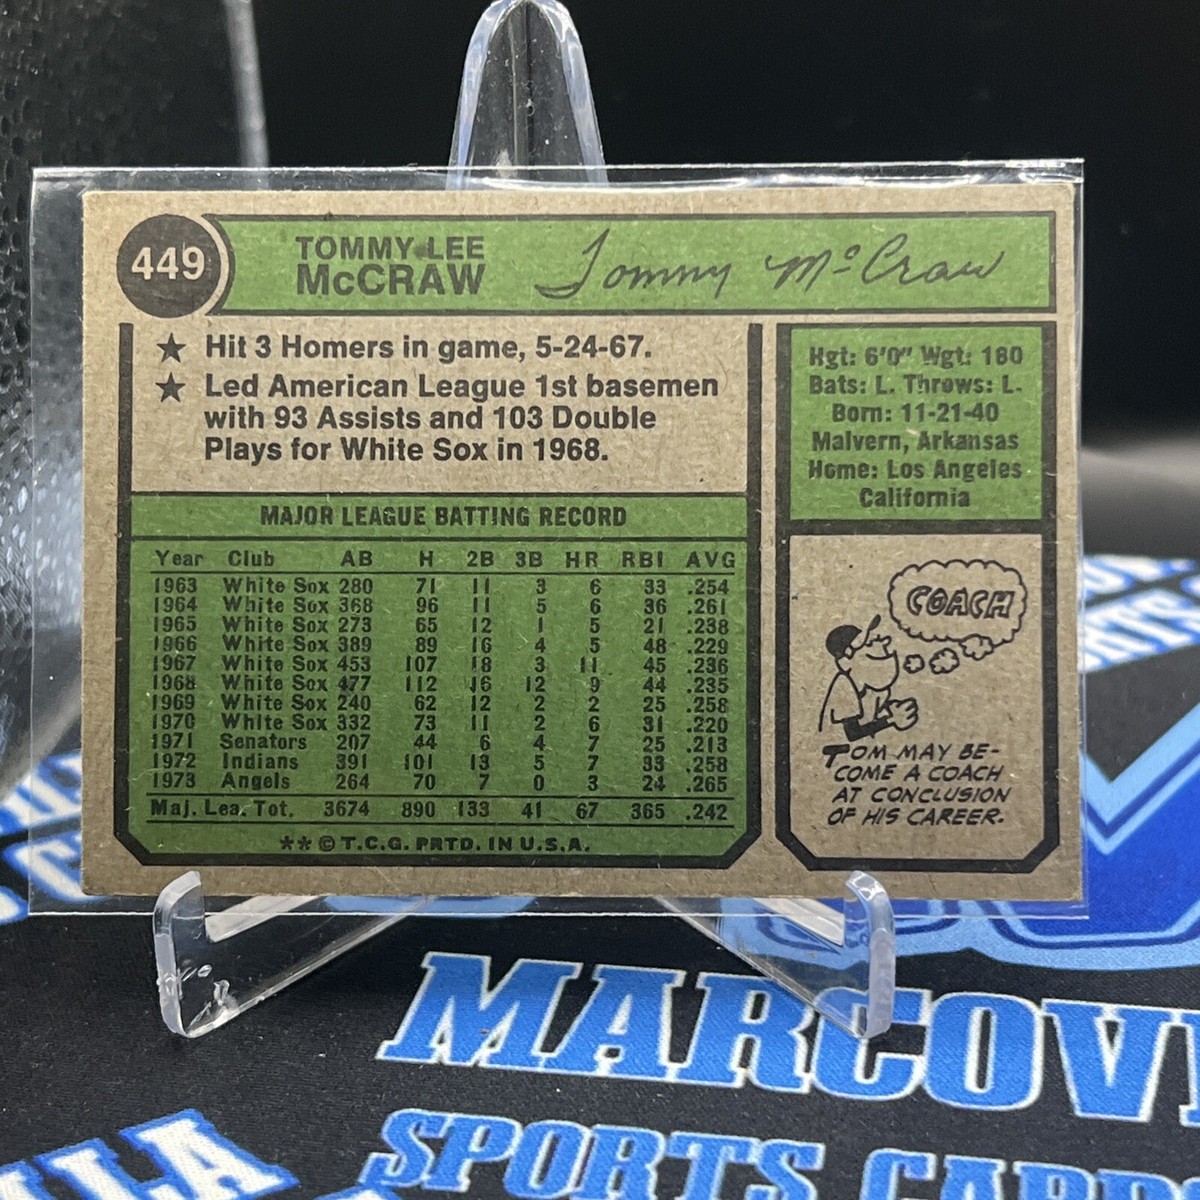 449
TOMMY LEE
McCRAW
Tommy McCraw
★ Hit 3 Homers in game, 5-24-67.
★ Led American League 1st basemen
with 93 Assists and 103 Double
Plays for White Sox in 1968.
Hgt: 6'0" Wgt: 180
Bats: L. Throws: L.
Born: 11-21-40
Malvern, Arkansas
Home: Los Angeles
California
MAJOR LEAGUE BATTING RECORD
Year Club AB H 2B 3B HR RBI AVG
1963 White Sox 280 71 11 3 6 33 .254
1964 White Sox 368 96 11 5 6 36 .261
1965 White Sox 273 65 12 1 5 21 .238
1966 White Sox 389 89 16 4 5 48 .229
1967 White Sox 453 107 18 3 11 45 .236
1968 White Sox 477 112 16 12 9 44 .235
1969 White Sox 240 62 12 2 2 25 .258
1970 White Sox 332 73 11 2 6 31 .220
1971 Senators 207 44 6 4 7 25 .213
1972 Indians 391 101 13 5 7 33 .258
1973 Angels 264 70 7 0 3 24 .265
Maj. Lea. Tot. 3674 890 133 41 67 365 .242
** © T.C.G. PRTD. IN U.S.A.
COACH
TOM MAY BE-
COME A COACH
AT CONCLUSION
OF HIS CAREER.
MARCOV
SPORTS CARDS